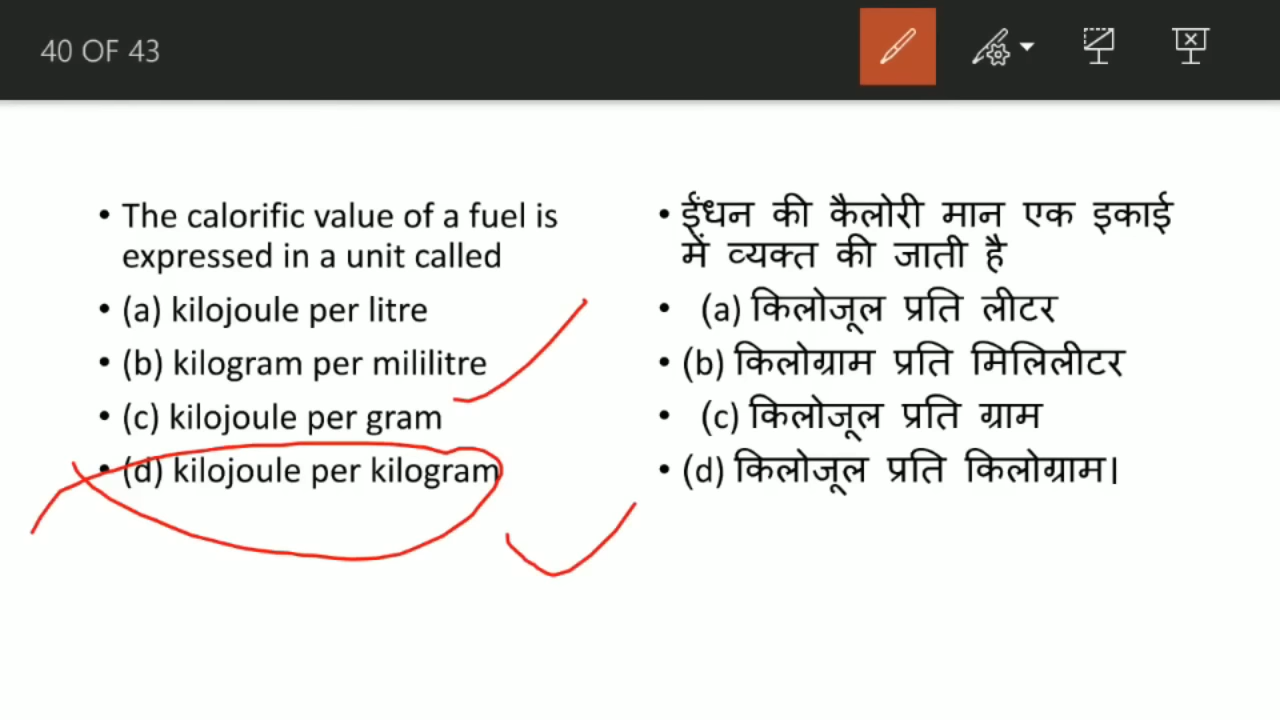 40 OF 43
• The calorific value of a fuel is
expressed in a unit called
• (a) kilojoule per litre
• (b) kilogram per mililitre
• (c) kilojoule per gram
• (d) kilojoule per kilogram
• ईंधन की कैलोरी मान एक इकाई
में व्यक्त की जाती है
• (a) किलोजूल प्रति लीटर
• (b) किलोग्राम प्रति मिलिलीटर
• (c) किलोजूल प्रति ग्राम
• (d) किलोजूल प्रति किलोग्राम।